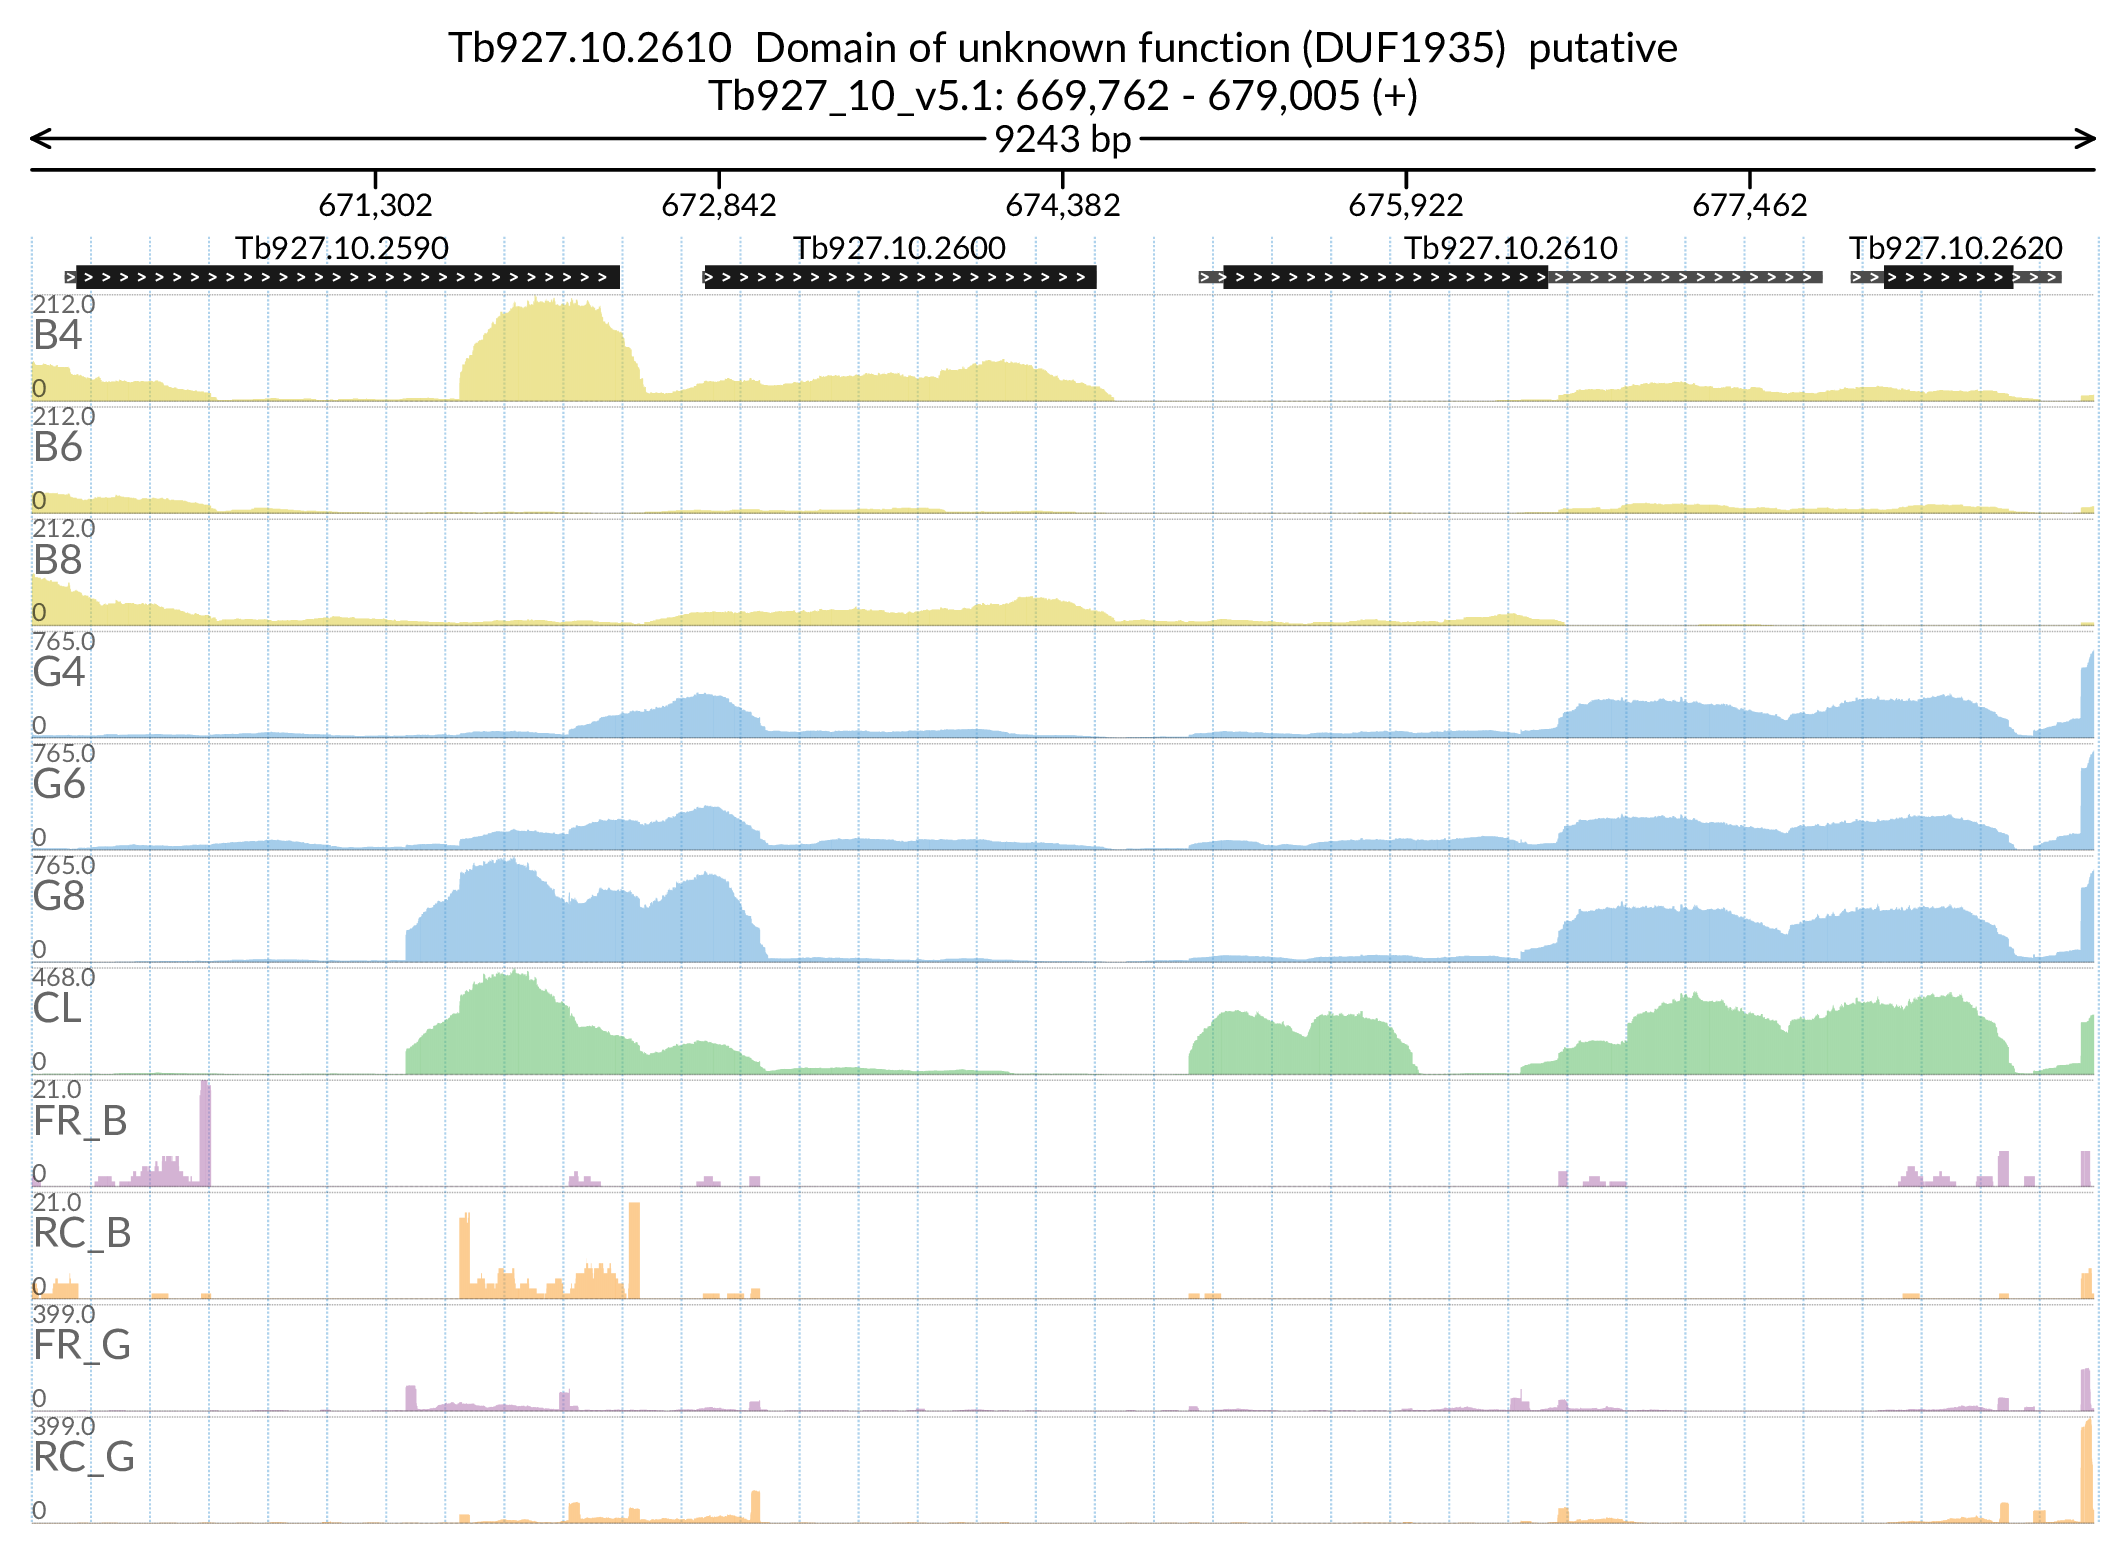 Tb927.10.2610  Domain of unknown function (DUF1935)  putative
Tb927_10_v5.1: 669,762 - 679,005 (+)
9243 bp
671,302 672,842 674,382 675,922 677,462
Tb927.10.2590 Tb927.10.2600 Tb927.10.2610 Tb927.10.2620
212.0
B4
0
212.0
B6
0
212.0
B8
0
765.0
G4
0
765.0
G6
0
765.0
G8
0
468.0
CL
0
21.0
FR_B
0
21.0
RC_B
0
399.0
FR_G
0
399.0
RC_G
0